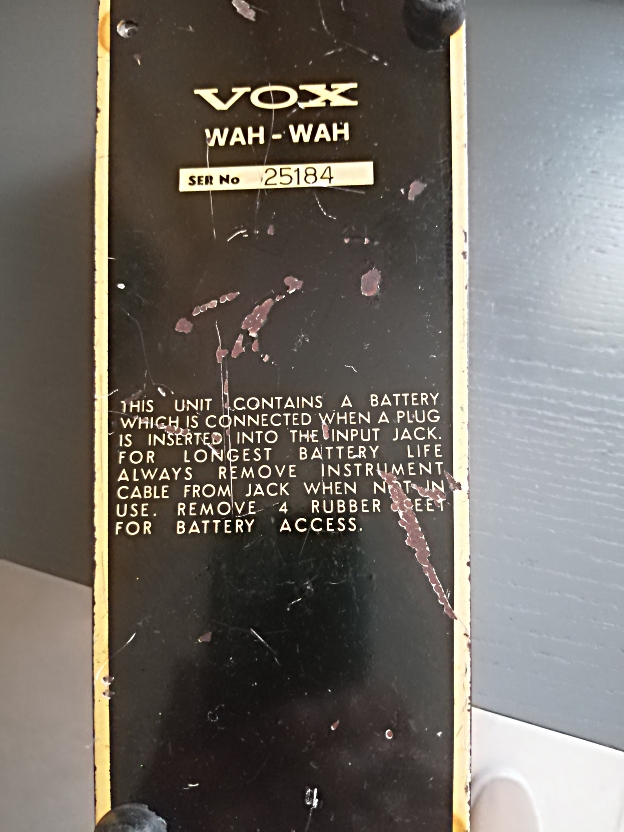 VOX
WAH - WAH
SER No 25184
THIS UNIT CONTAINS A BATTERY
WHICH IS CONNECTED WHEN A PLUG
IS INSERTED INTO THE INPUT JACK.
FOR LONGEST BATTERY LIFE
ALWAYS REMOVE INSTRUMENT
CABLE FROM JACK WHEN NOT IN
USE. REMOVE 4 RUBBER FEET
FOR BATTERY ACCESS.